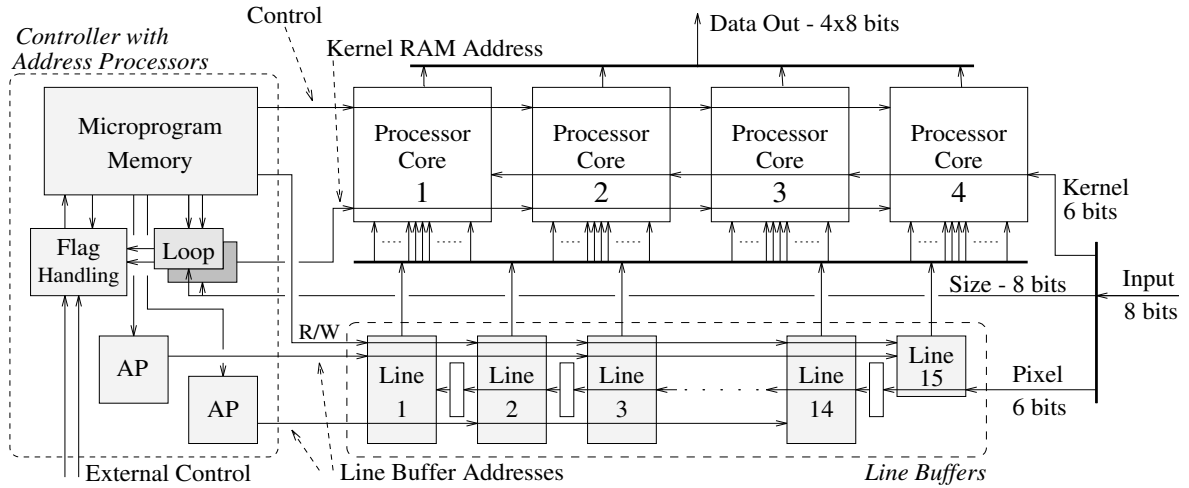 Control
Data Out - 4x8 bits
Controller with
Address Processors
Kernel RAM Address
Microprogram
Memory
Processor
Core
1
Processor
Core
2
Processor
Core
3
Processor
Core
4
Kernel
6 bits
Flag
Handling
Loop
Size - 8 bits
Input
8 bits
R/W
AP
AP
Line
1
Line
2
Line
3
Line
14
Line
15
Pixel
6 bits
External Control
Line Buffer Addresses
Line Buffers